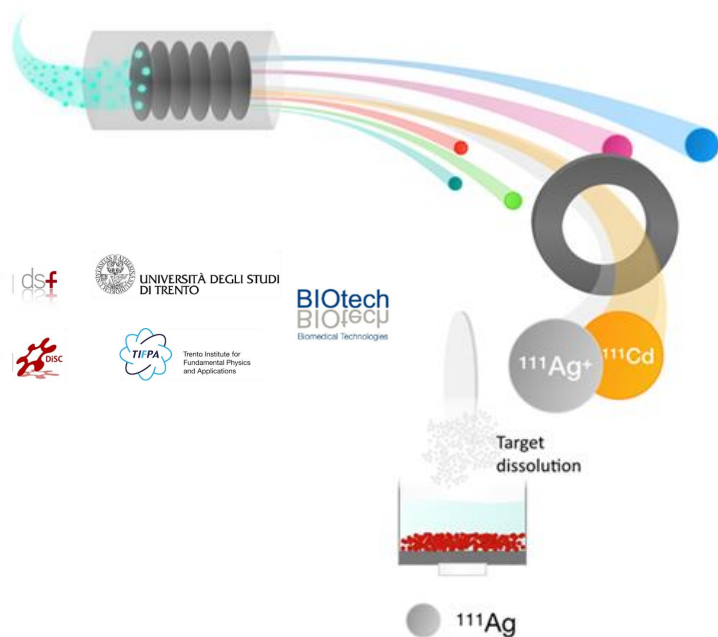 dsf
UNIVERSITÀ DEGLI STUDI
DI TRENTO
BIOtech
BIOtech
Biomedical Technologies
DiSC
TIFPA
Trento Institute for
Fundamental Physics
and Applications
¹¹¹Ag⁺
¹¹¹Cd
Target
dissolution
¹¹¹Ag